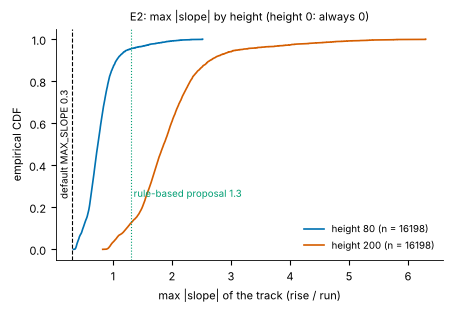 E2: max |slope| by height (height 0: always 0)
1.0
0.8
0.6
0.4
0.2
0.0
empirical CDF
default MAX_SLOPE 0.3
rule-based proposal 1.3
height 80 (n = 16198)
height 200 (n = 16198)
1 2 3 4 5 6
max |slope| of the track (rise / run)